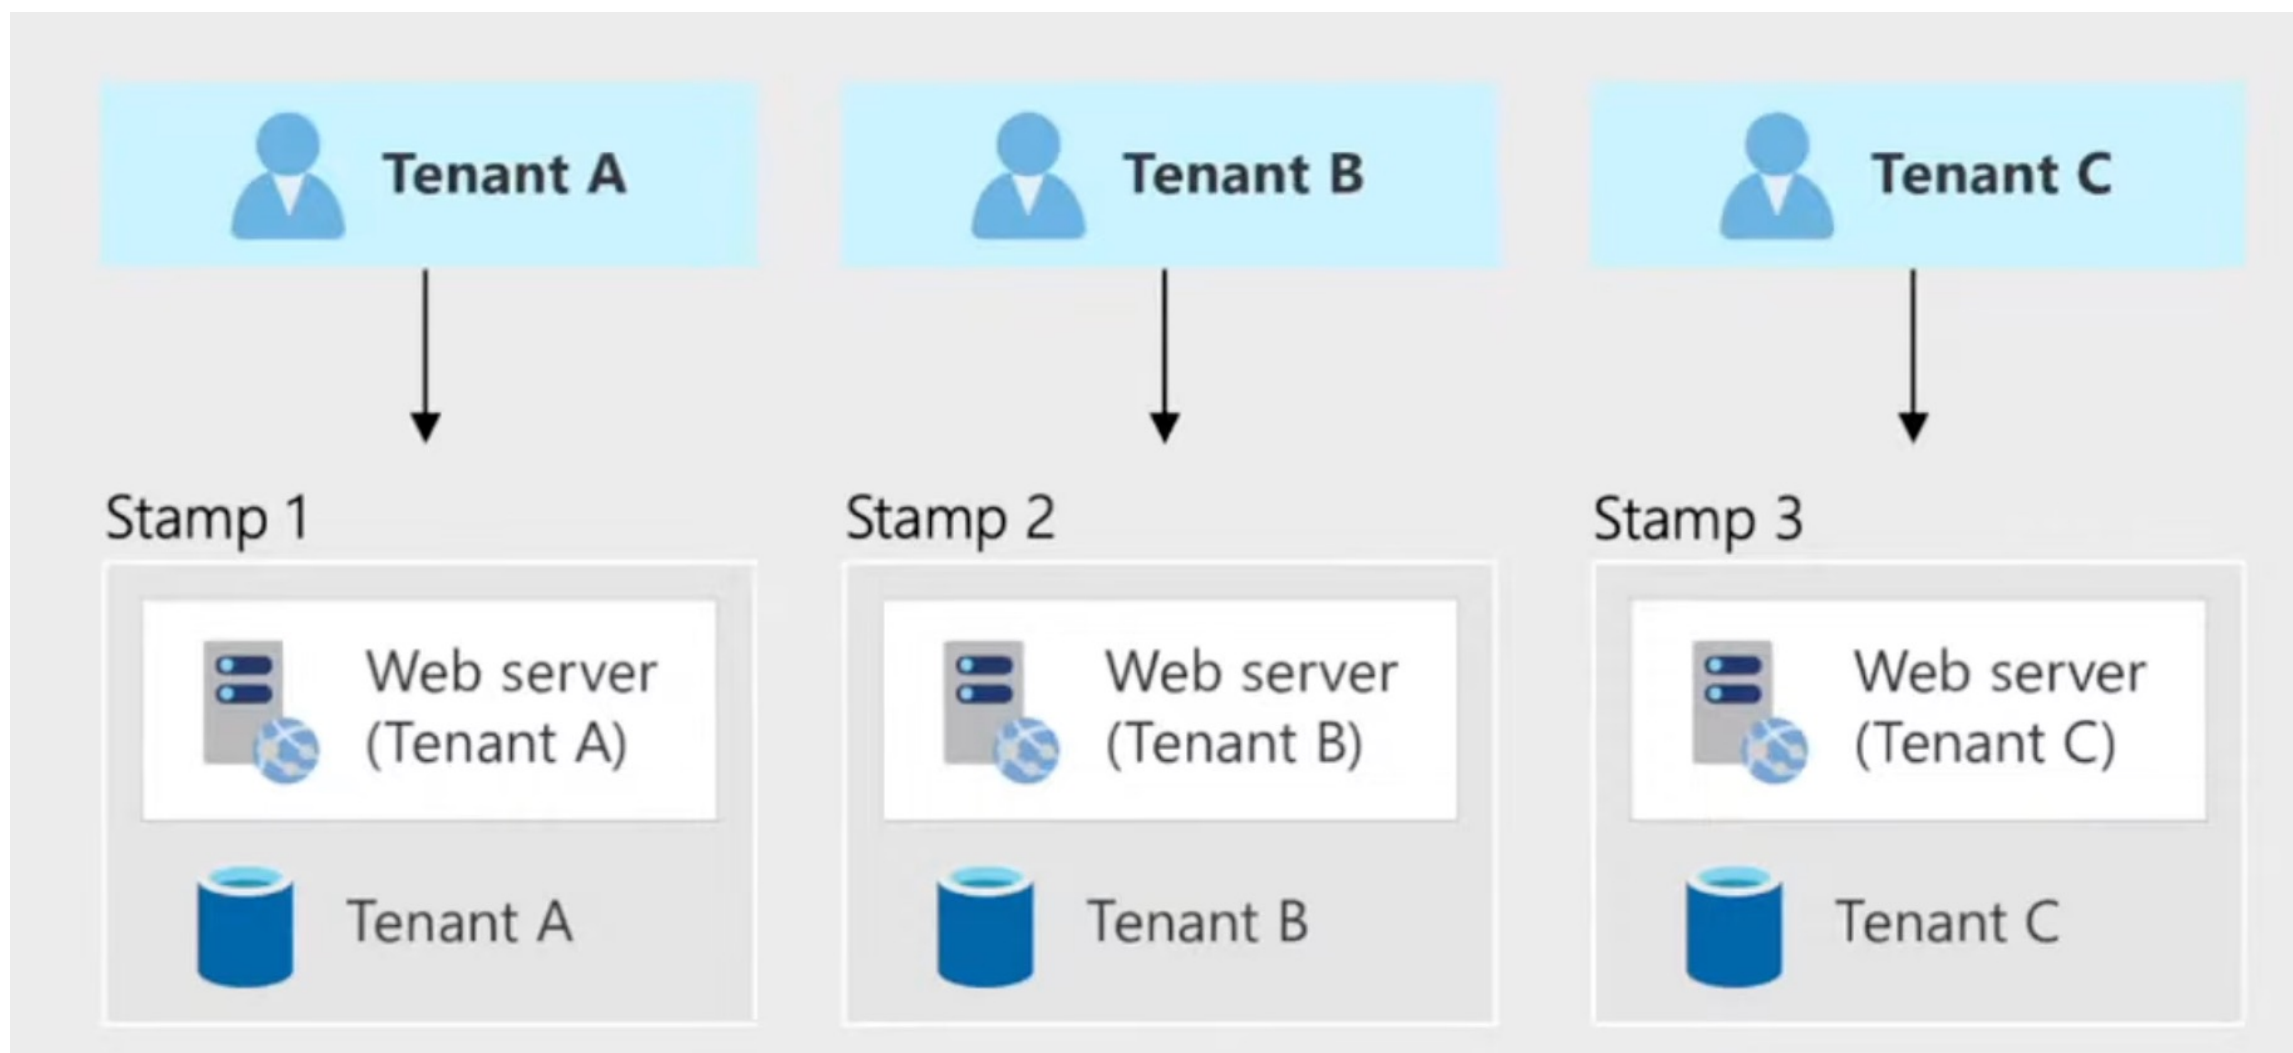 Tenant A
Tenant B
Tenant C
Stamp 1
Stamp 2
Stamp 3
Web server
(Tenant A)
Web server
(Tenant B)
Web server
(Tenant C)
Tenant A
Tenant B
Tenant C